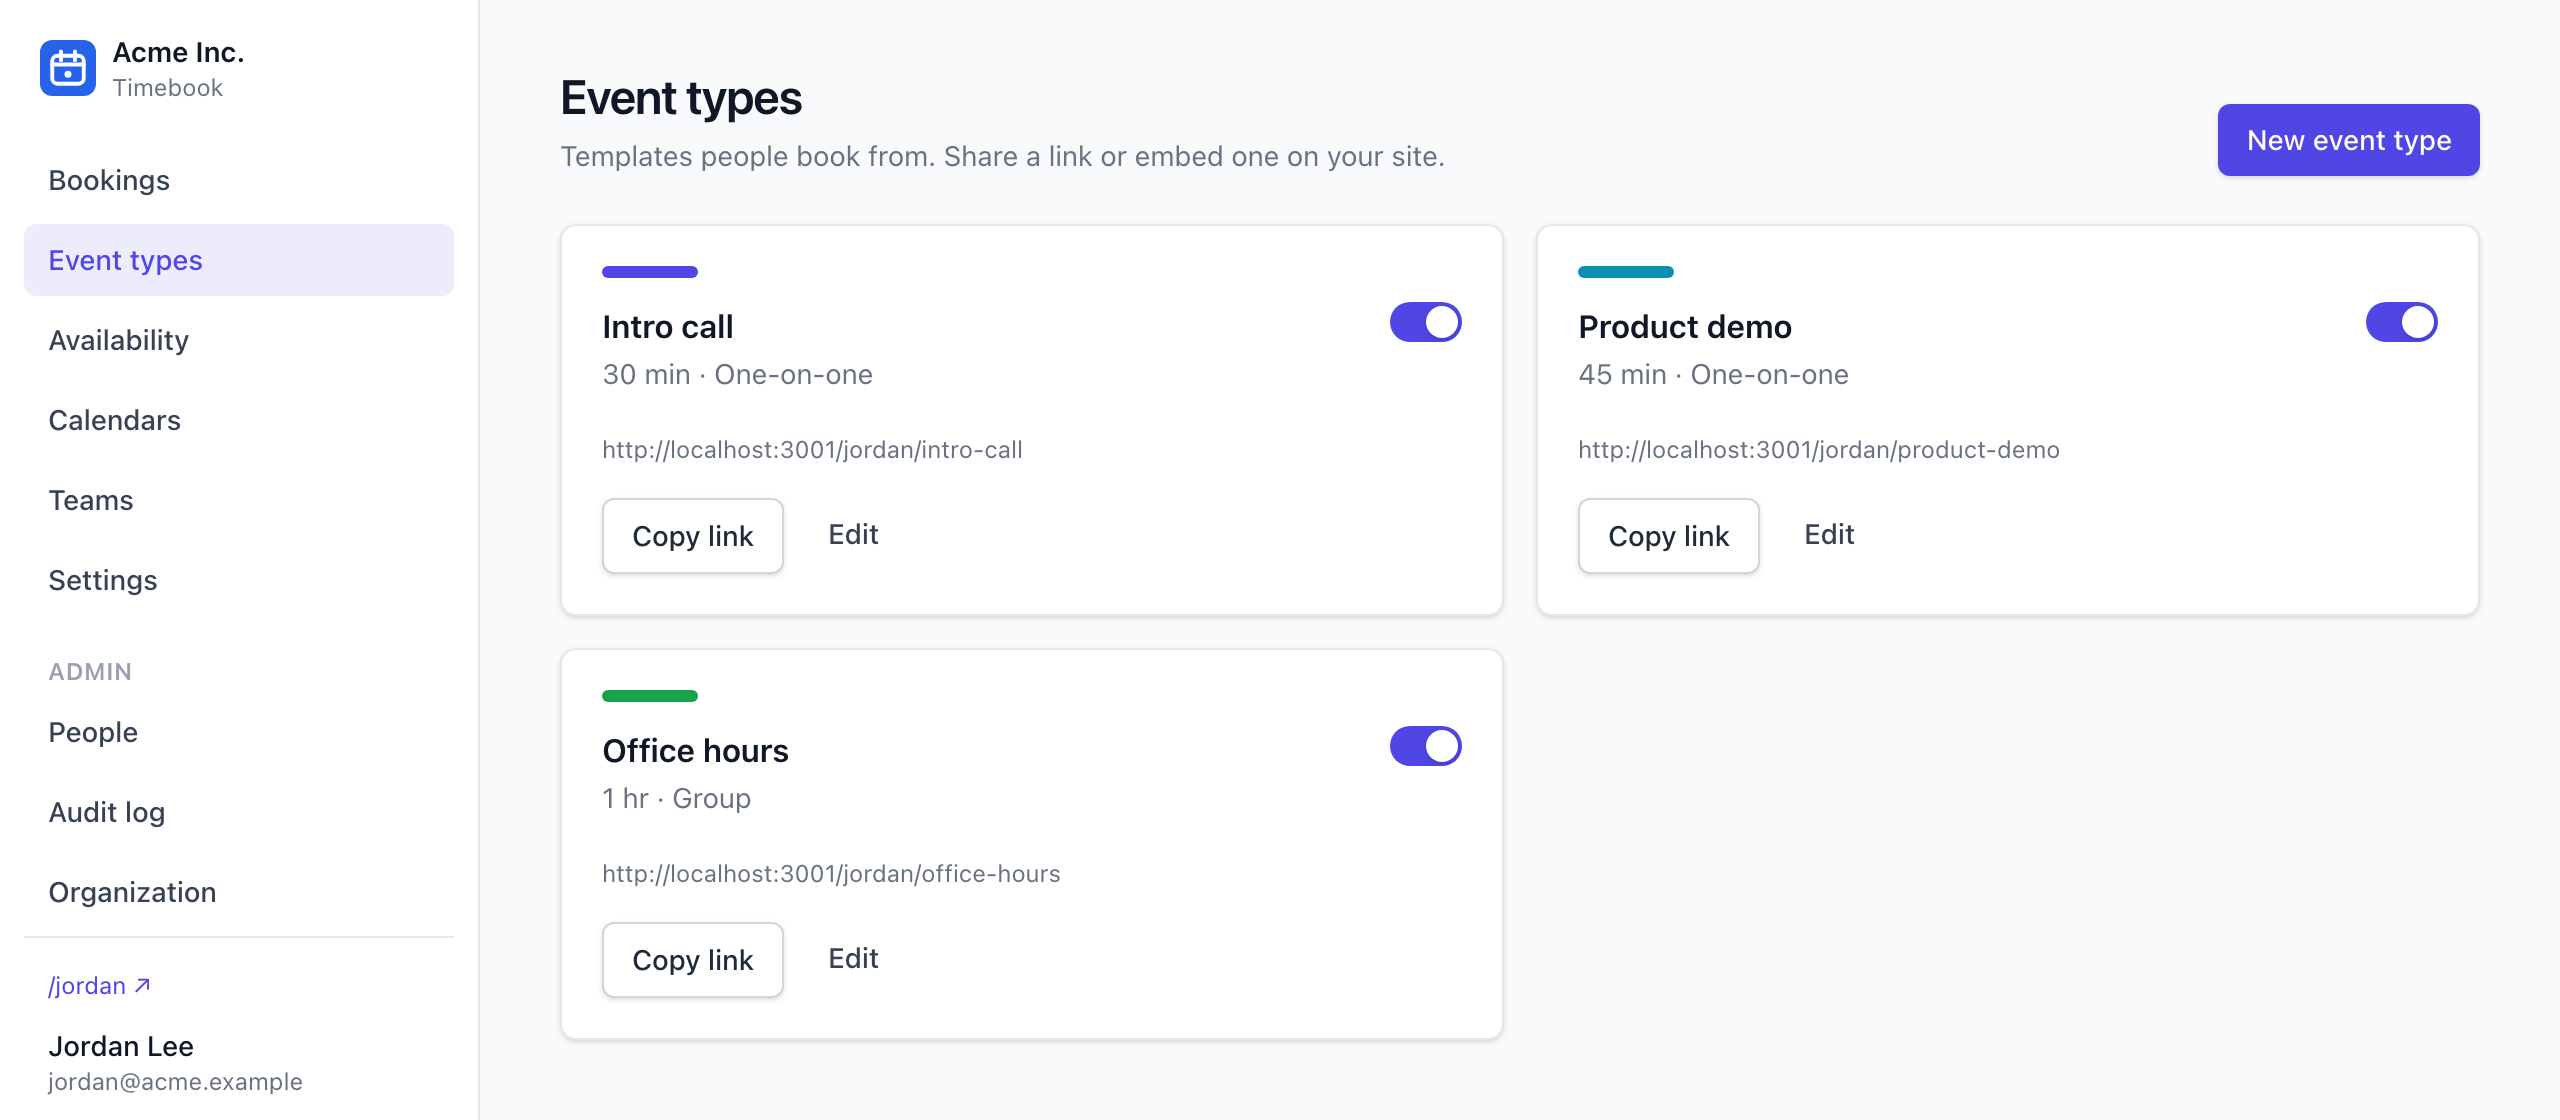 Acme Inc.
Timebook
Bookings
Event types
Availability
Calendars
Teams
Settings
ADMIN
People
Audit log
Organization
/jordan ↗
Jordan Lee
jordan@acme.example
Event types
Templates people book from. Share a link or embed one on your site.
New event type
Intro call
30 min · One-on-one
http://localhost:3001/jordan/intro-call
Copy link
Edit
Product demo
45 min · One-on-one
http://localhost:3001/jordan/product-demo
Copy link
Edit
Office hours
1 hr · Group
http://localhost:3001/jordan/office-hours
Copy link
Edit